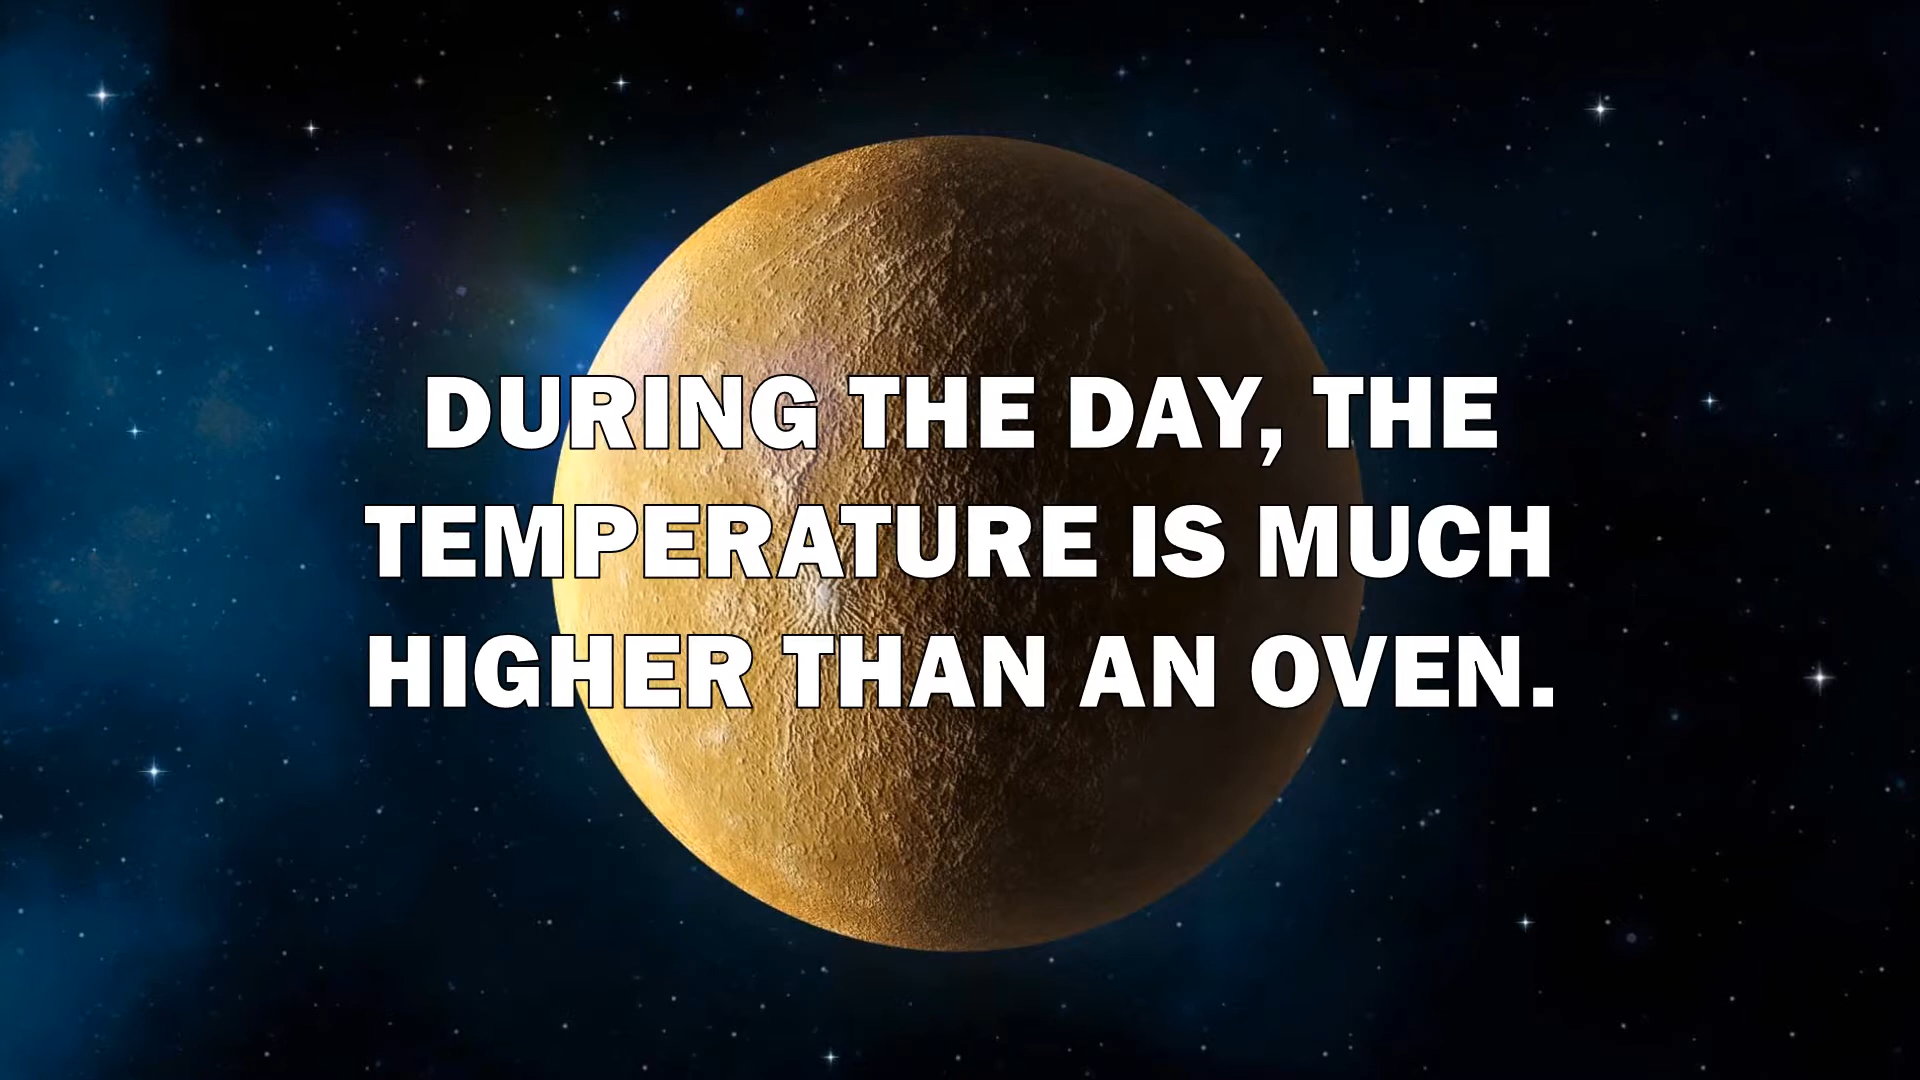 DURING THE DAY, THE
TEMPERATURE IS MUCH
HIGHER THAN AN OVEN.